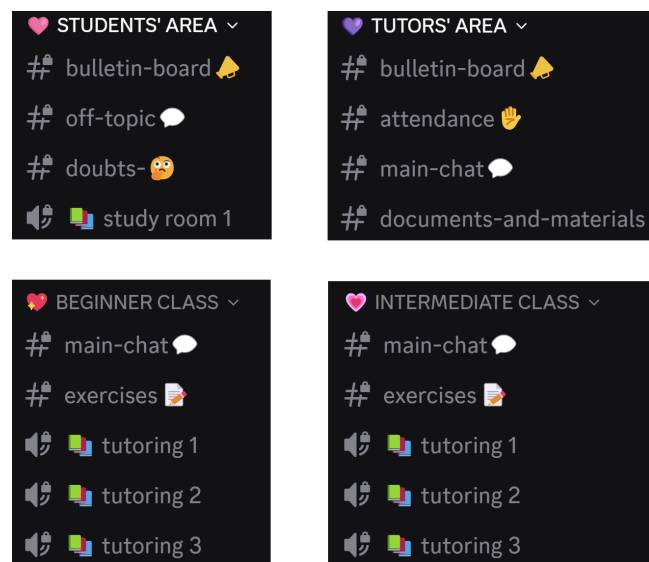 STUDENTS' AREA
bulletin-board
off-topic
doubts-
study room 1
TUTORS' AREA
bulletin-board
attendance
main-chat
documents-and-materials
BEGINNER CLASS
main-chat
exercises
tutoring 1
tutoring 2
tutoring 3
INTERMEDIATE CLASS
main-chat
exercises
tutoring 1
tutoring 2
tutoring 3